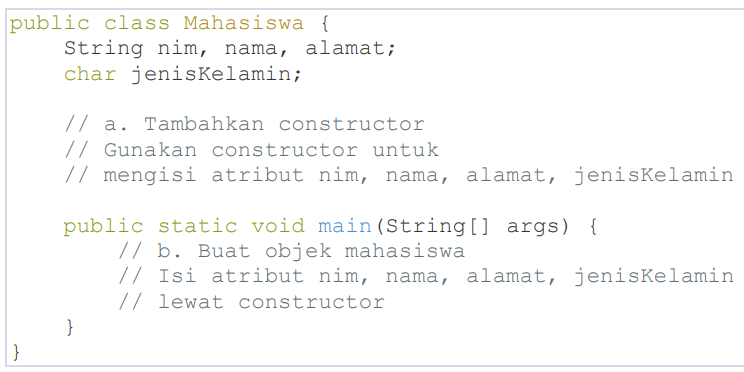 public class Mahasiswa {
    String nim, nama, alamat;
    char jenisKelamin;

    // a. Tambahkan constructor
    // Gunakan constructor untuk
    // mengisi atribut nim, nama, alamat, jenisKelamin

    public static void main(String[] args) {
        // b. Buat objek mahasiswa
        // Isi atribut nim, nama, alamat, jenisKelamin
        // lewat constructor
    }
}